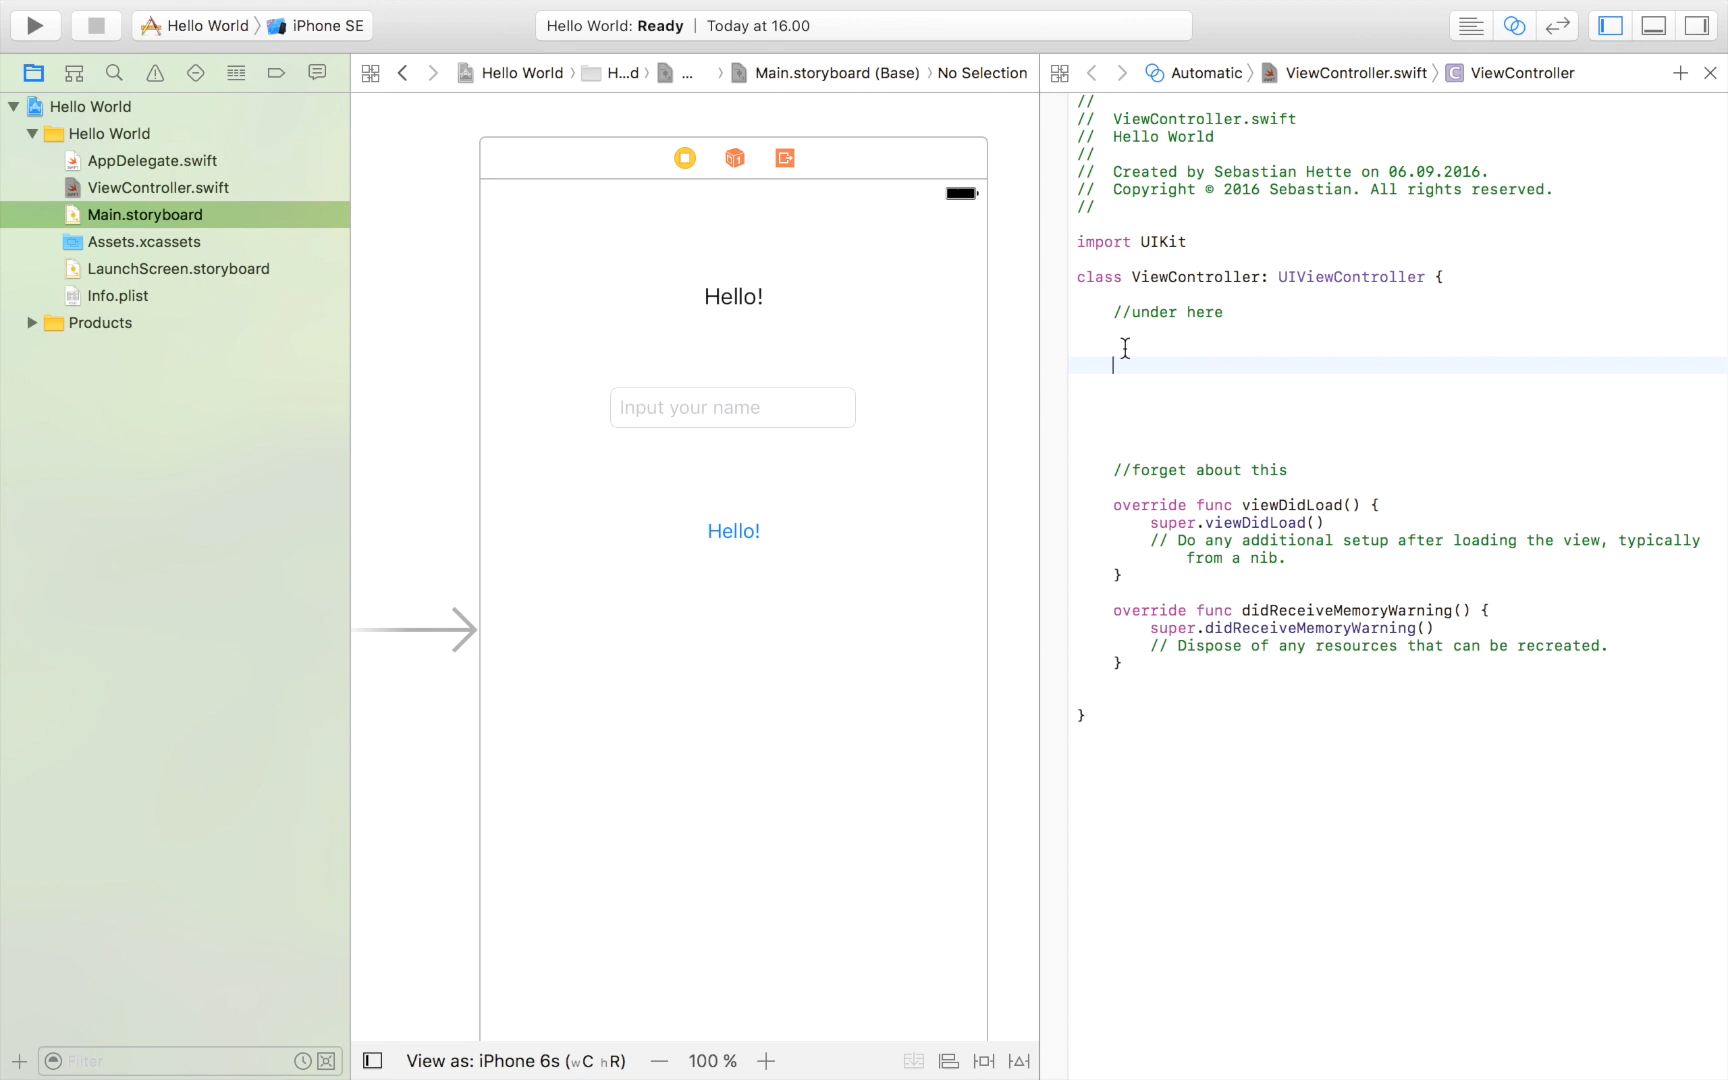 Hello World iPhone SE
Hello World: Ready | Today at 16.00
Hello World H...d ... Main.storyboard (Base) No Selection
Automatic ViewController.swift C ViewController
Hello World
Hello World
AppDelegate.swift
ViewController.swift
Main.storyboard
Assets.xcassets
LaunchScreen.storyboard
Info.plist
Products
Hello!
Input your name
Hello!
//
// ViewController.swift
// Hello World
//
// Created by Sebastian Hette on 06.09.2016.
// Copyright © 2016 Sebastian. All rights reserved.
//
import UIKit
class ViewController: UIViewController {
//under here
//forget about this
override func viewDidLoad() {
super.viewDidLoad()
// Do any additional setup after loading the view, typically
from a nib.
}
override func didReceiveMemoryWarning() {
super.didReceiveMemoryWarning()
// Dispose of any resources that can be recreated.
}
}
Filter
View as: iPhone 6s (wC hR) — 100 % +